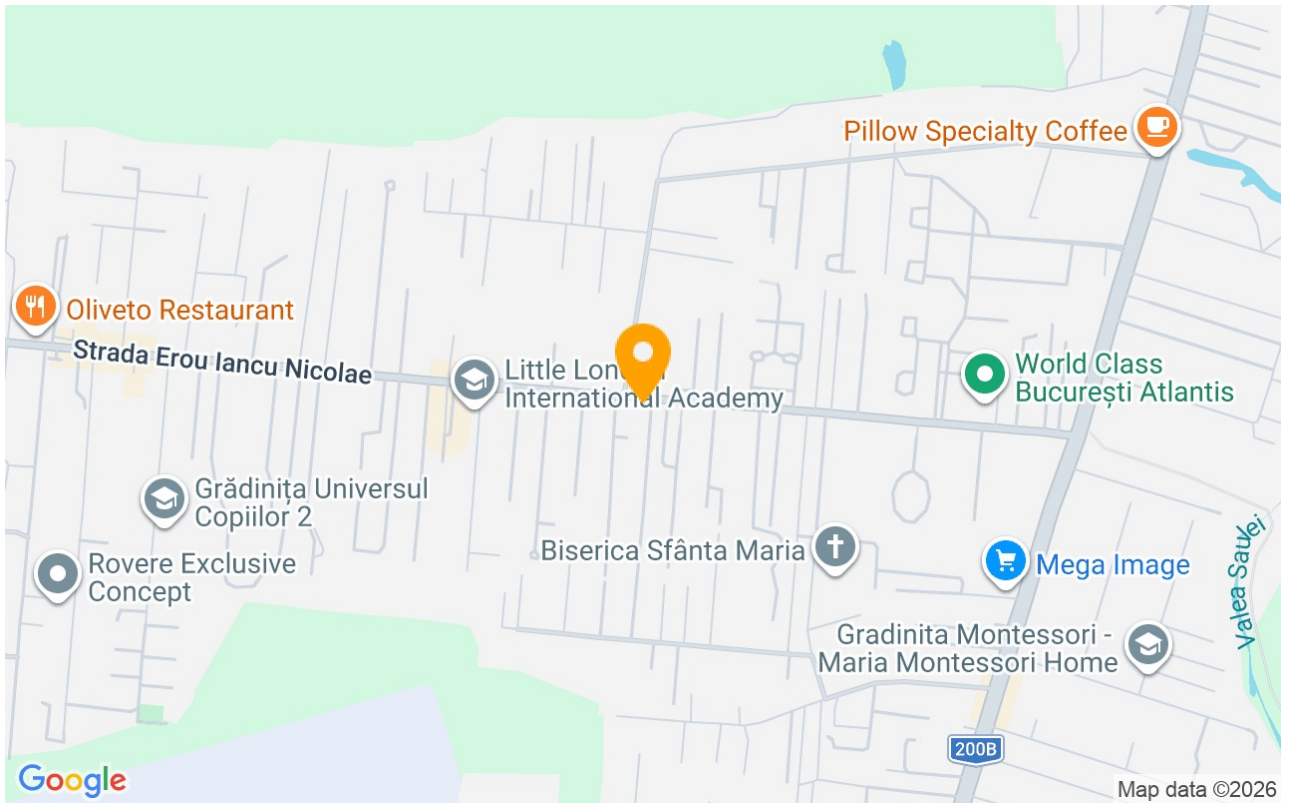 Pillow Specialty Coffee
Oliveto Restaurant
Strada Erou Iancu Nicolae
Little London
International Academy
World Class
București Atlantis
Grădinița Universul
Copiilor 2
Biserica Sfânta Maria
Rovere Exclusive
Concept
Mega Image
Valea Saulei
Gradinita Montessori -
Maria Montessori Home
200B
Google
Map data ©2026